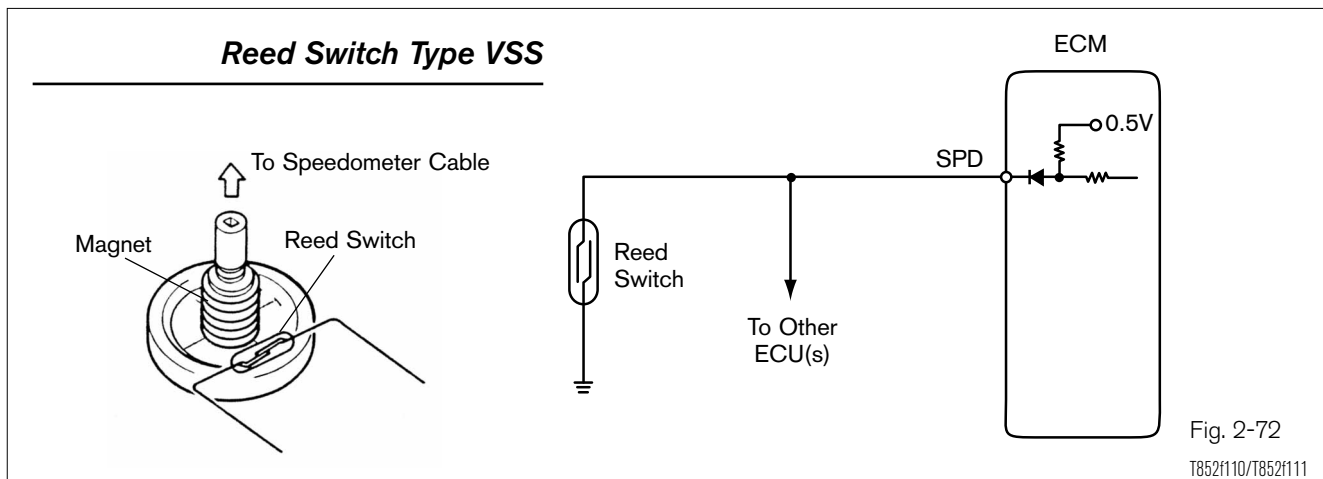 Reed Switch Type VSS
To Speedometer Cable
Magnet
Reed Switch
ECM
0.5V
SPD
Reed
Switch
To Other
ECU(s)
Fig. 2-72
T852f110/T852f111